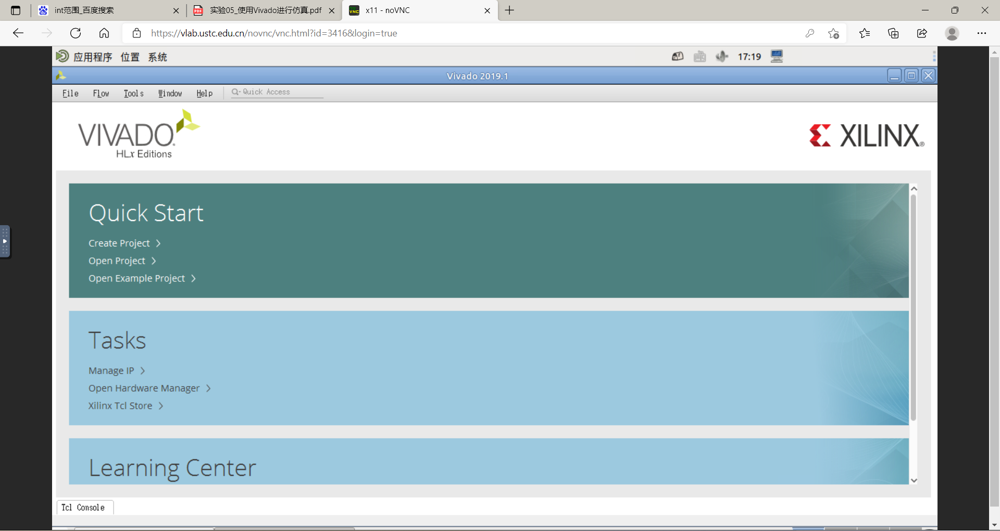 int范围_百度搜索
实验05_使用Vivado进行仿真.pdf
x11 - noVNC
https://vlab.ustc.edu.cn/novnc/vnc.html?id=3416&login=true
应用程序 位置 系统
17:19
Vivado 2019.1
File Flow Tools Window Help
Quick Access
VIVADO.
HLx Editions
XILINX®
Quick Start
Create Project
Open Project
Open Example Project
Tasks
Manage IP
Open Hardware Manager
Xilinx Tcl Store
Learning Center
Tcl Console